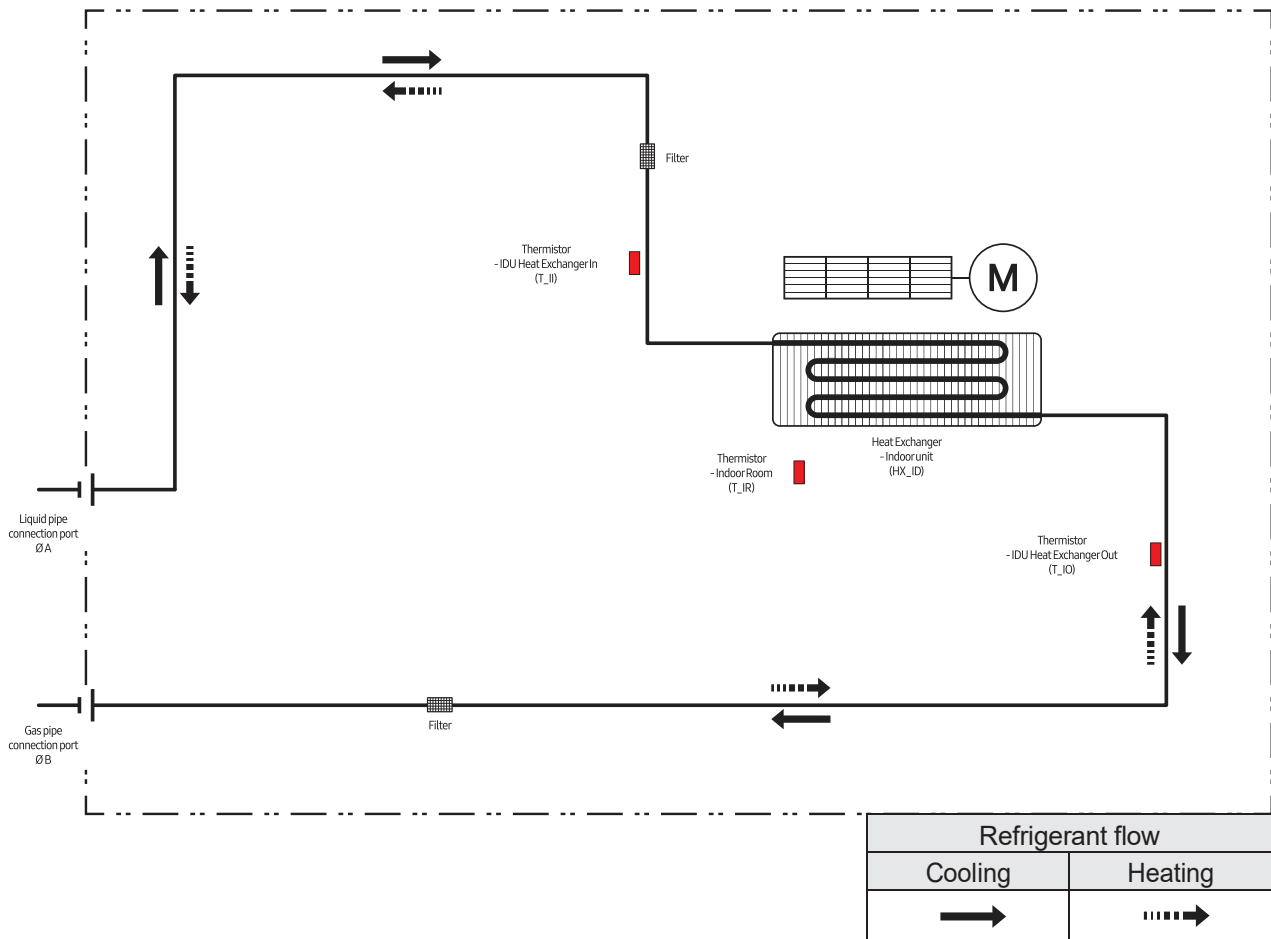 Filter
Thermistor
- IDU Heat Exchanger In
(T_II)
M
Heat Exchanger
- Indoor unit
(HX_ID)
Thermistor
- Indoor Room
(T_IR)
Liquid pipe
connection port
Ø A
Thermistor
- IDU Heat Exchanger Out
(T_IO)
Gas pipe
connection port
Ø B
Filter
Refrigerant flow
Cooling
Heating